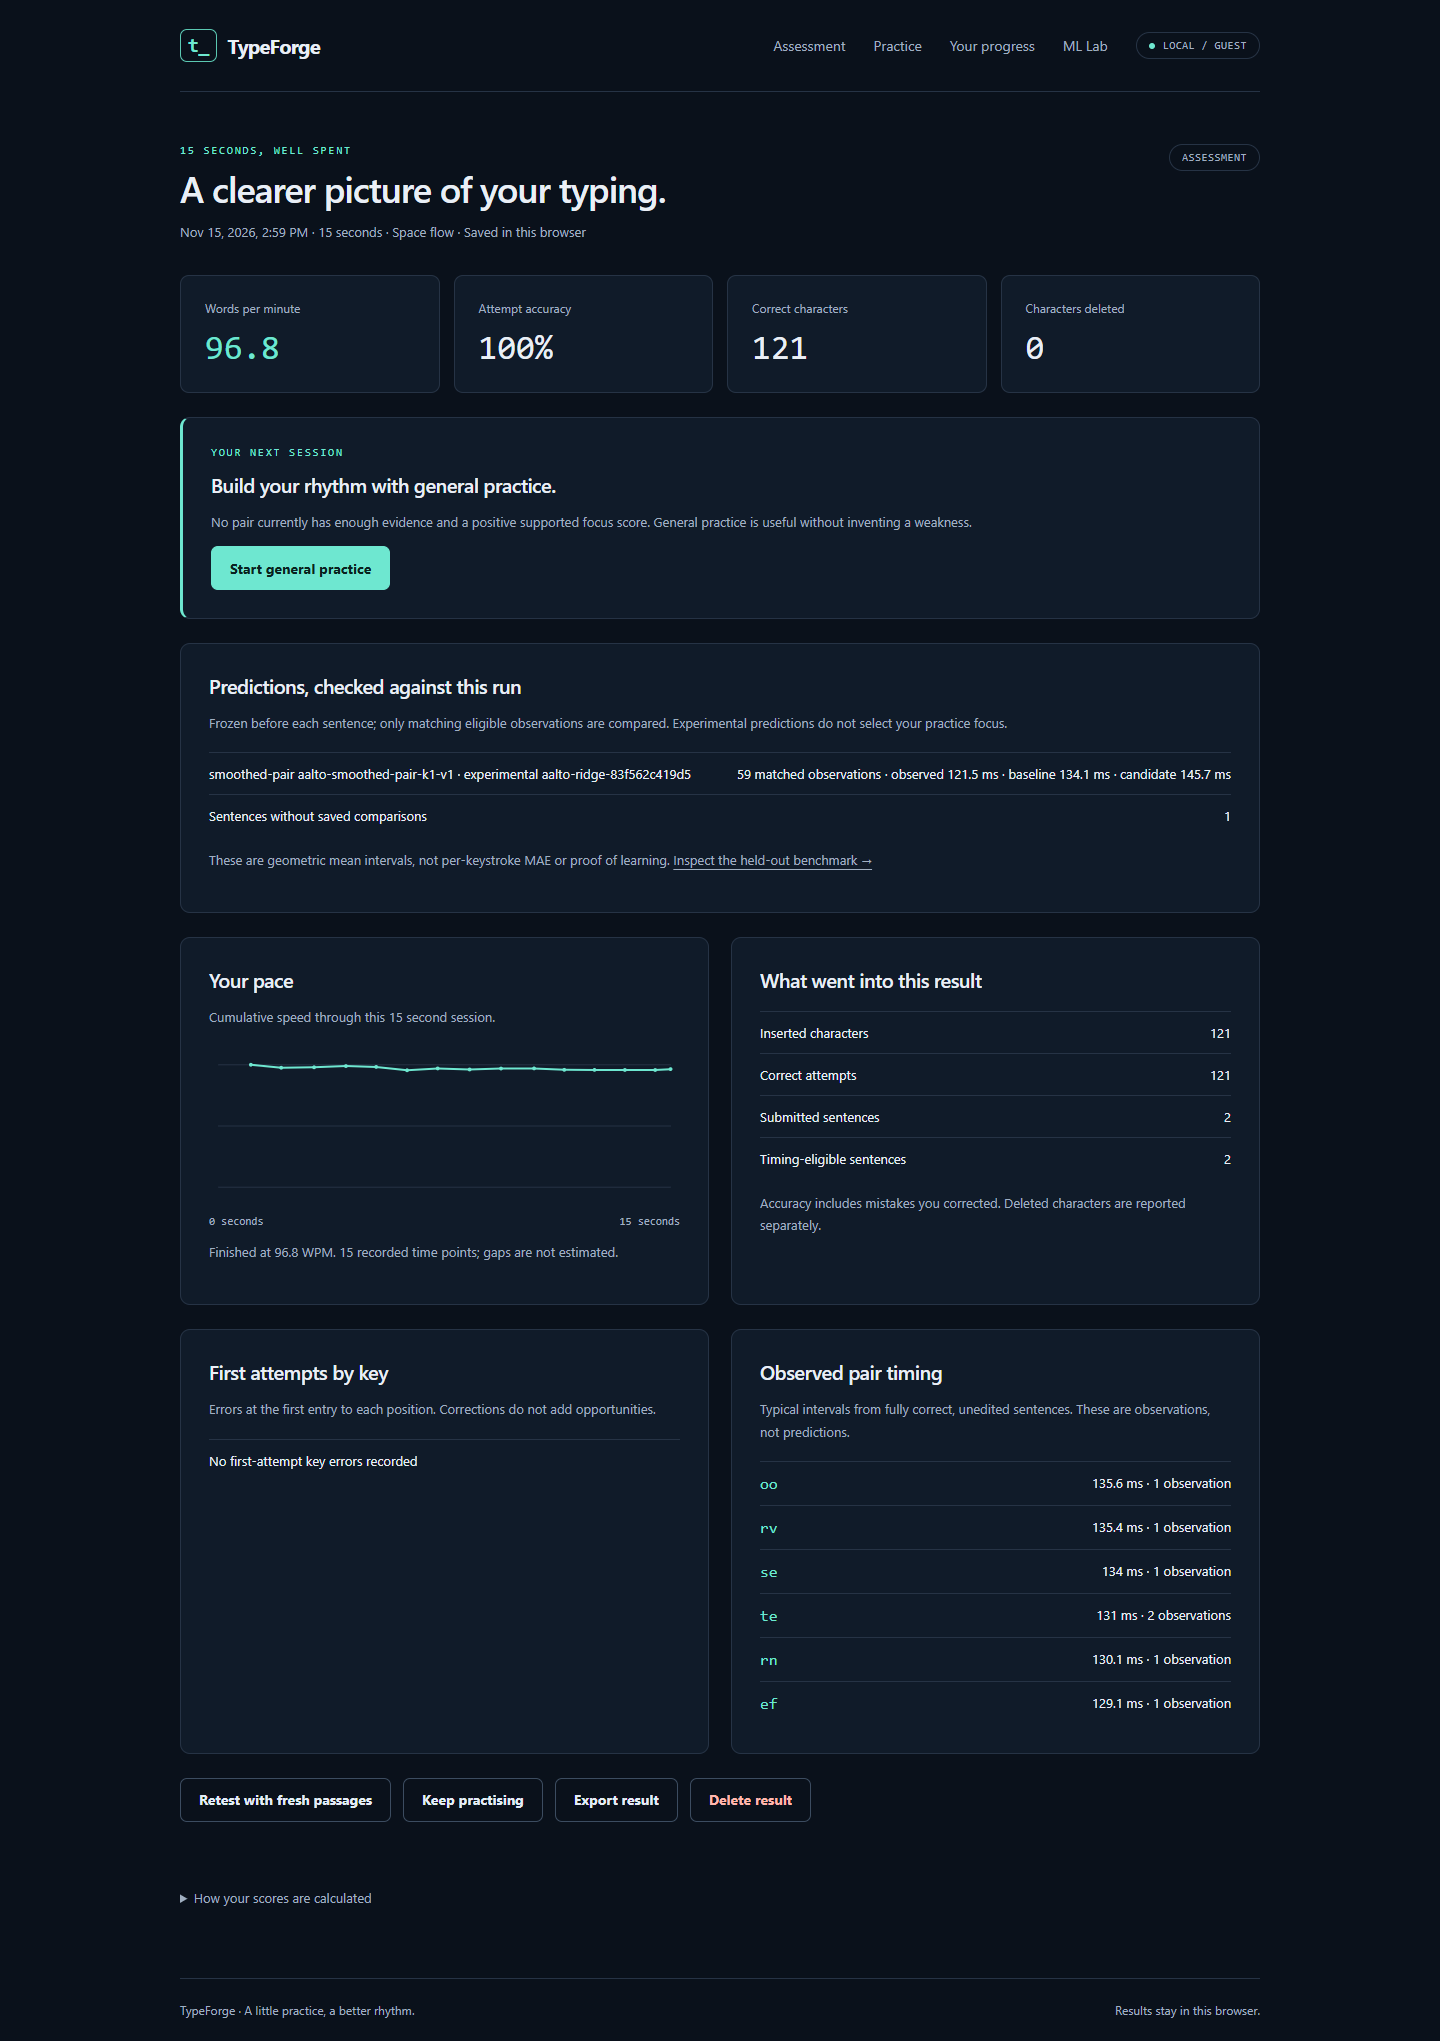 t_ TypeForge
Assessment Practice Your progress ML Lab LOCAL / GUEST
15 SECONDS, WELL SPENT
ASSESSMENT
A clearer picture of your typing.
Nov 15, 2026, 2:59 PM · 15 seconds · Space flow · Saved in this browser
Words per minute
96.8
Attempt accuracy
100%
Correct characters
121
Characters deleted
0
YOUR NEXT SESSION
Build your rhythm with general practice.
No pair currently has enough evidence and a positive supported focus score. General practice is useful without inventing a weakness.
Start general practice
Predictions, checked against this run
Frozen before each sentence; only matching eligible observations are compared. Experimental predictions do not select your practice focus.
smoothed-pair aalto-smoothed-pair-k1-v1 · experimental aalto-ridge-83f562c419d5 59 matched observations · observed 121.5 ms · baseline 134.1 ms · candidate 145.7 ms
Sentences without saved comparisons 1
These are geometric mean intervals, not per-keystroke MAE or proof of learning. Inspect the held-out benchmark →
Your pace
Cumulative speed through this 15 second session.
0 seconds 15 seconds
Finished at 96.8 WPM. 15 recorded time points; gaps are not estimated.
What went into this result
Inserted characters 121
Correct attempts 121
Submitted sentences 2
Timing-eligible sentences 2
Accuracy includes mistakes you corrected. Deleted characters are reported
separately.
First attempts by key
Errors at the first entry to each position. Corrections do not add opportunities.
No first-attempt key errors recorded
Observed pair timing
Typical intervals from fully correct, unedited sentences. These are observations,
not predictions.
oo 135.6 ms · 1 observation
rv 135.4 ms · 1 observation
se 134 ms · 1 observation
te 131 ms · 2 observations
rn 130.1 ms · 1 observation
ef 129.1 ms · 1 observation
Retest with fresh passages Keep practising Export result Delete result
▶ How your scores are calculated
TypeForge · A little practice, a better rhythm. Results stay in this browser.